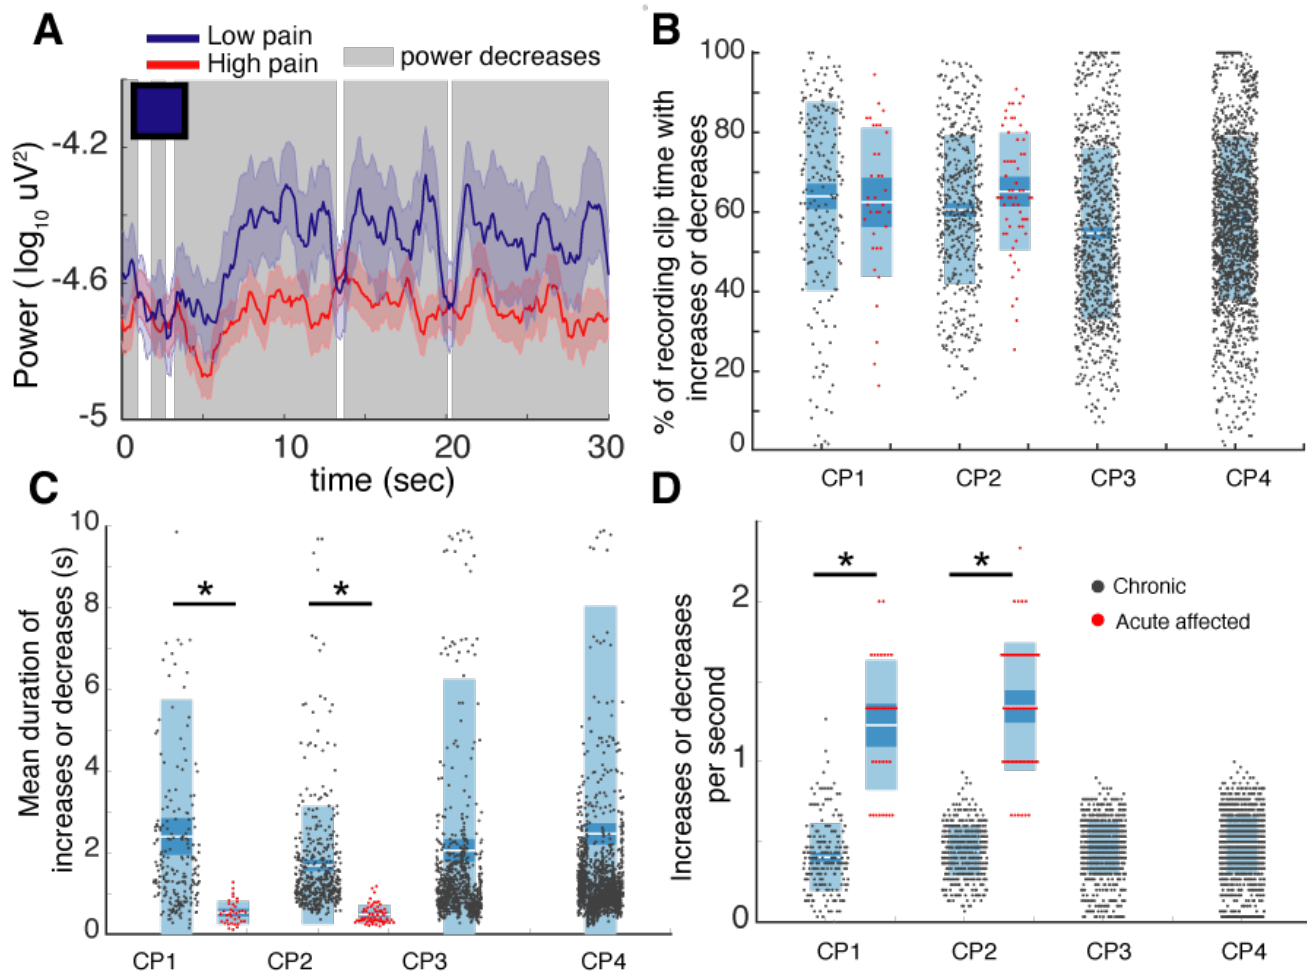 A
Low pain
High pain
power decreases
Power (log10 uV2)
-4.2
-4.6
-5
0 10 20 30
time (sec)
B
% of recording clip time with
increases or decreases
100
80
60
40
20
0
CP1 CP2 CP3 CP4
C
Mean duration of
increases or decreases (s)
10
8
6
4
2
0
* *
CP1 CP2 CP3 CP4
D
Increases or decreases
per second
2
1
0
* *
Chronic
Acute affected
CP1 CP2 CP3 CP4